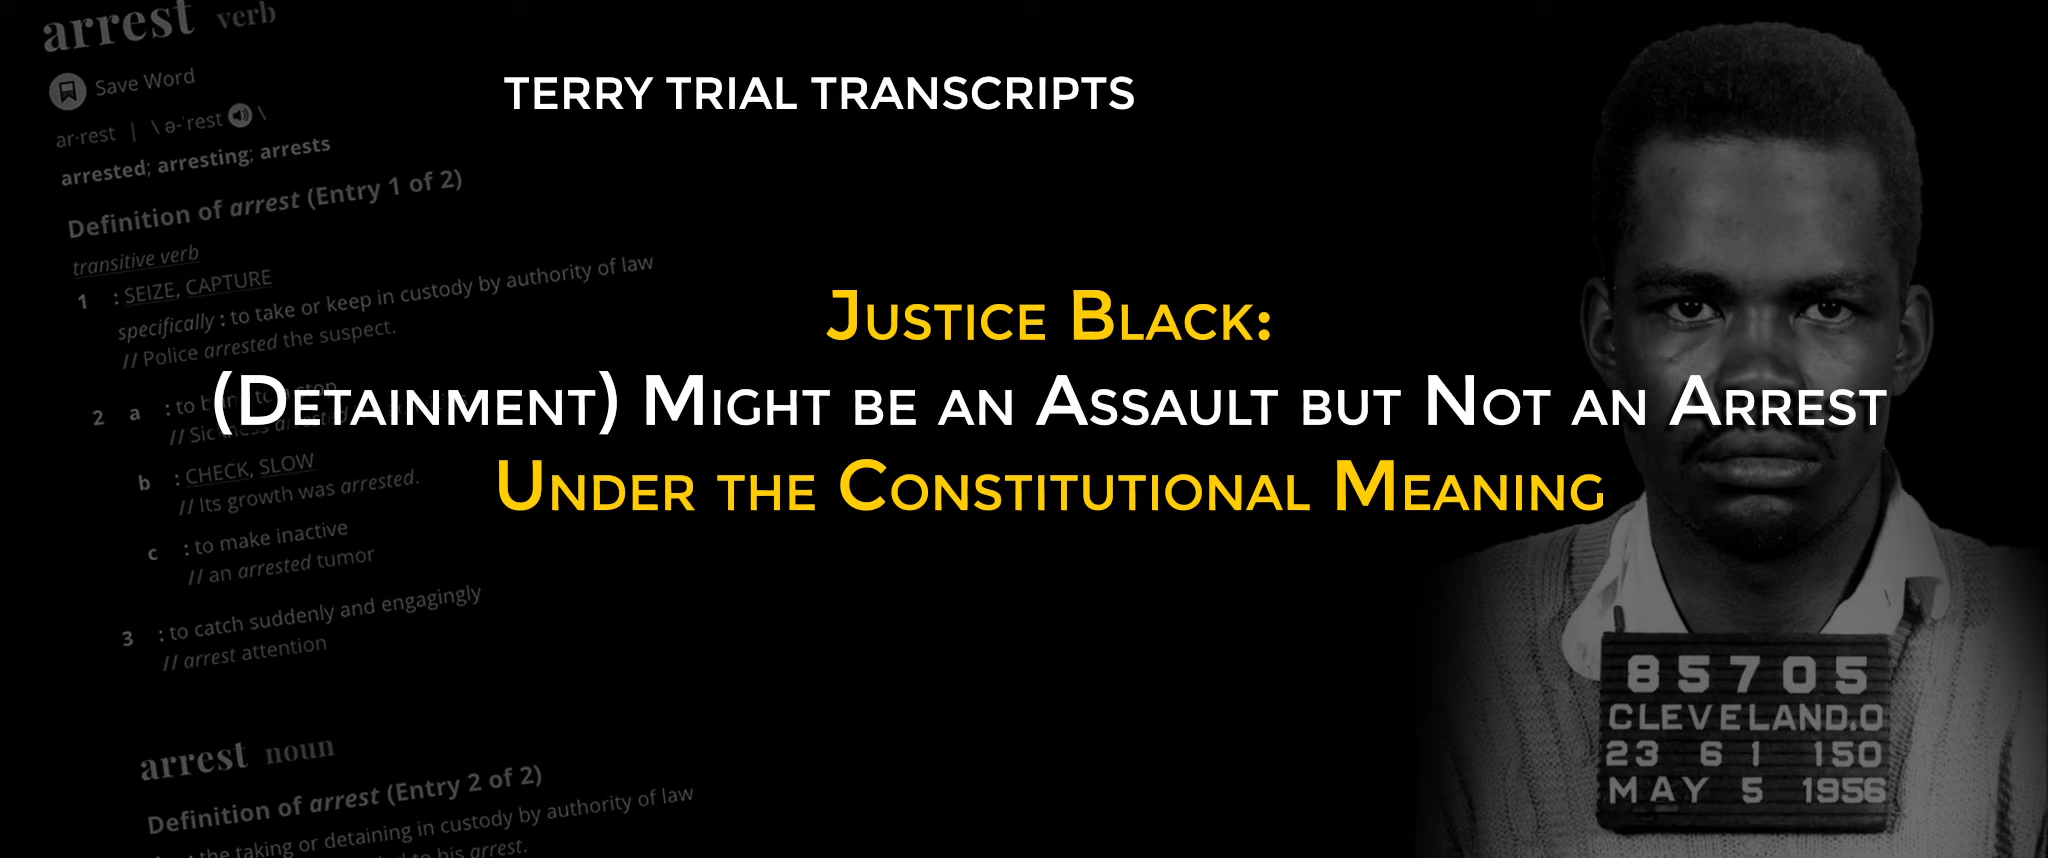 arrest verb
Save Word
ar·rest | \ ə-ˈrest \
arrested; arresting; arrests
Definition of arrest (Entry 1 of 2)
transitive verb
1 : SEIZE, CAPTURE
specifically : to take or keep in custody by authority of law
// Police arrested the suspect.
2 a : to stop
//
b : CHECK, SLOW
// Its growth was arrested.
c : to make inactive
// an arrested tumor
3 : to catch suddenly and engagingly
// arrest attention
arrest noun
Definition of arrest (Entry 2 of 2)
: the taking or detaining in custody by authority of law
to his arrest.
TERRY TRIAL TRANSCRIPTS
Justice Black:
(Detainment) Might be an Assault but Not an Arrest
Under the Constitutional Meaning
85705
CLEVELAND.O
23 6 1 150
MAY 5 1956